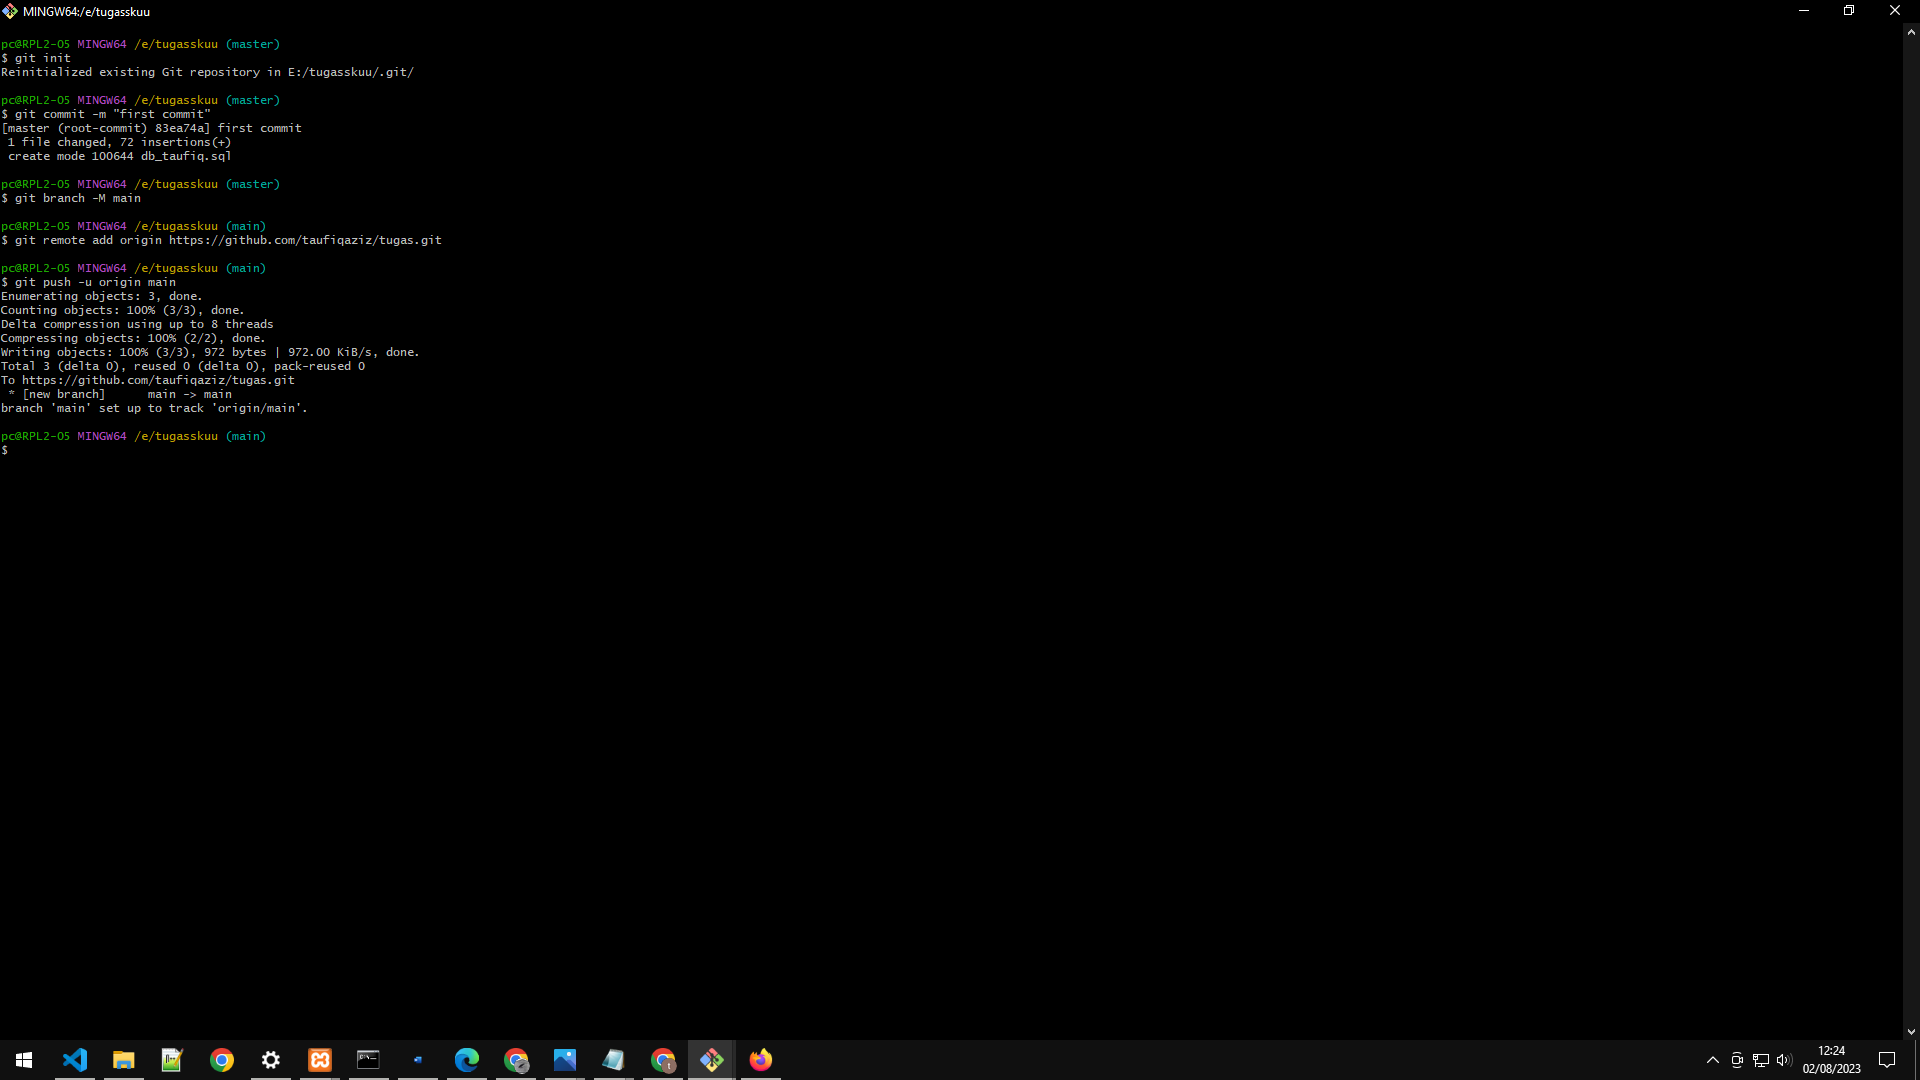 MINGW64:/e/tugasskuu
pc@RPL2-05 MINGW64 /e/tugasskuu (master)
$ git init
Reinitialized existing Git repository in E:/tugasskuu/.git/
pc@RPL2-05 MINGW64 /e/tugasskuu (master)
$ git commit -m "first commit"
[master (root-commit) 83ea74a] first commit
 1 file changed, 72 insertions(+)
 create mode 100644 db_taufiq.sql
pc@RPL2-05 MINGW64 /e/tugasskuu (master)
$ git branch -M main
pc@RPL2-05 MINGW64 /e/tugasskuu (main)
$ git remote add origin https://github.com/taufiqaziz/tugas.git
pc@RPL2-05 MINGW64 /e/tugasskuu (main)
$ git push -u origin main
Enumerating objects: 3, done.
Counting objects: 100% (3/3), done.
Delta compression using up to 8 threads
Compressing objects: 100% (2/2), done.
Writing objects: 100% (3/3), 972 bytes | 972.00 KiB/s, done.
Total 3 (delta 0), reused 0 (delta 0), pack-reused 0
To https://github.com/taufiqaziz/tugas.git
 * [new branch]      main -> main
branch 'main' set up to track 'origin/main'.
pc@RPL2-05 MINGW64 /e/tugasskuu (main)
$
12:24
02/08/2023